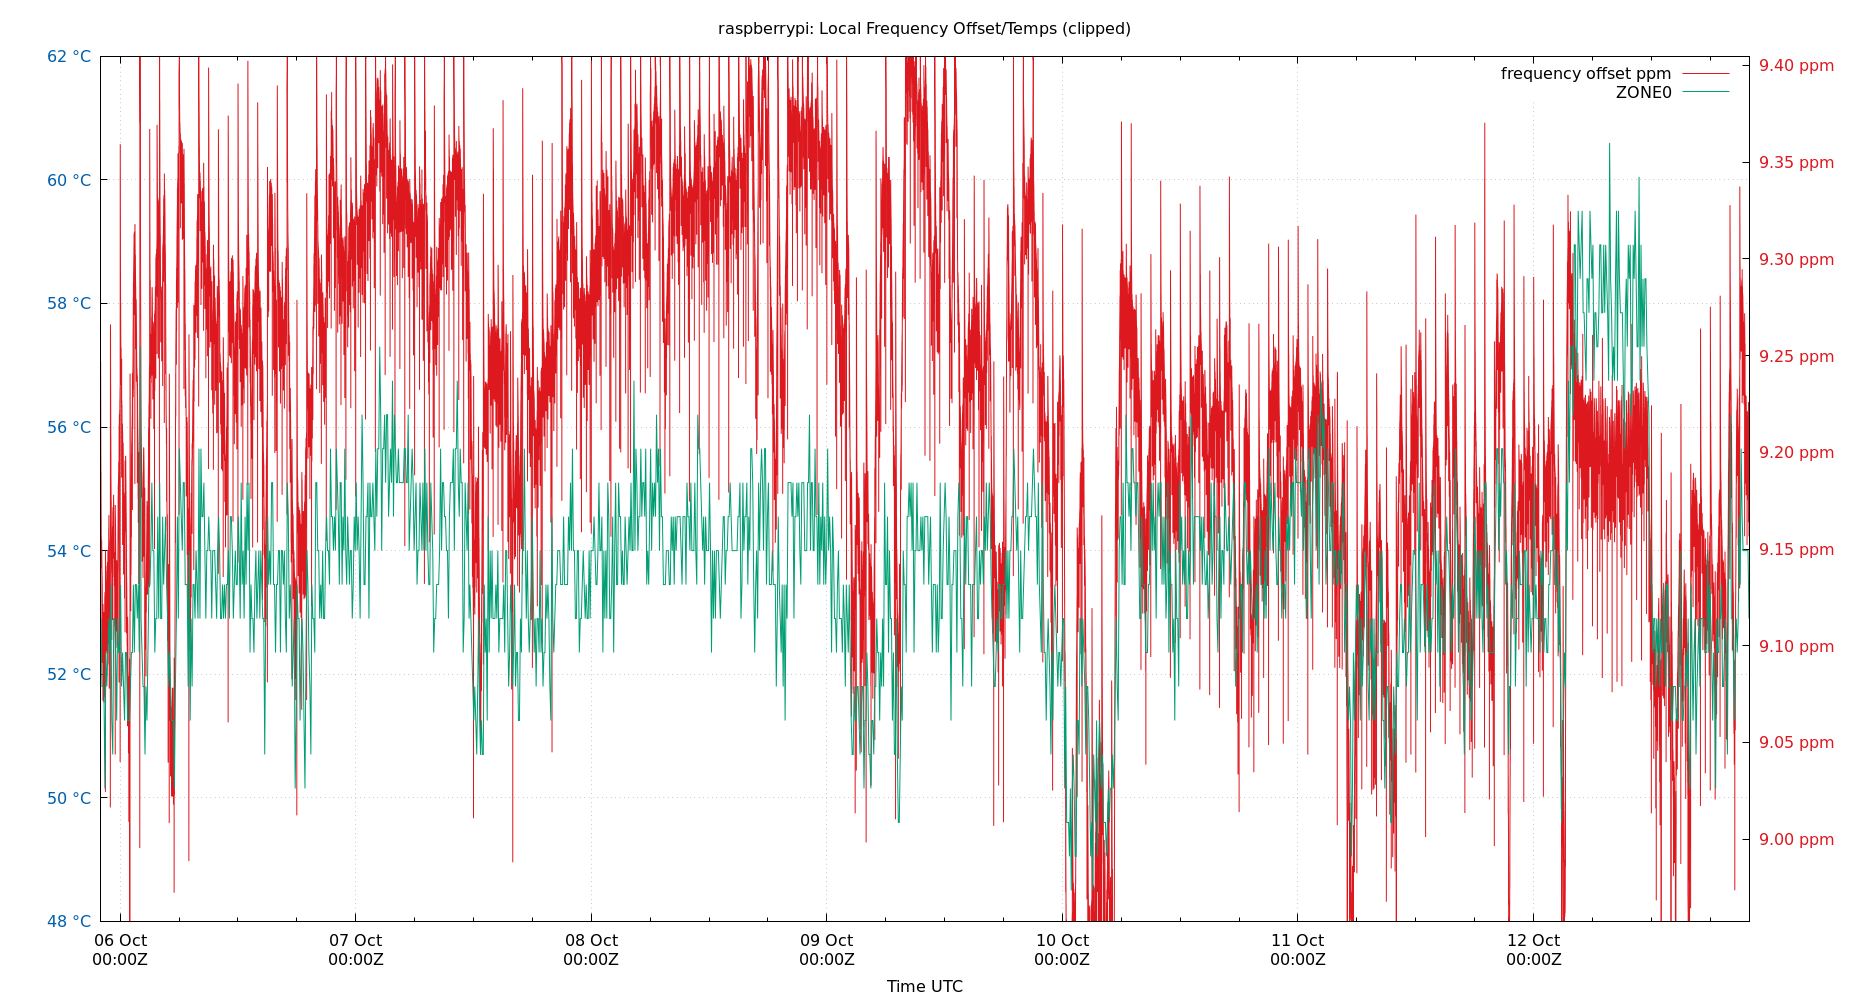 raspberrypi: Local Frequency Offset/Temps (clipped)
62 °C
60 °C
58 °C
56 °C
54 °C
52 °C
50 °C
48 °C
frequency offset ppm
ZONE0
9.40 ppm
9.35 ppm
9.30 ppm
9.25 ppm
9.20 ppm
9.15 ppm
9.10 ppm
9.05 ppm
9.00 ppm
06 Oct 07 Oct 08 Oct 09 Oct 10 Oct 11 Oct 12 Oct
00:00Z 00:00Z 00:00Z 00:00Z 00:00Z 00:00Z 00:00Z
Time UTC